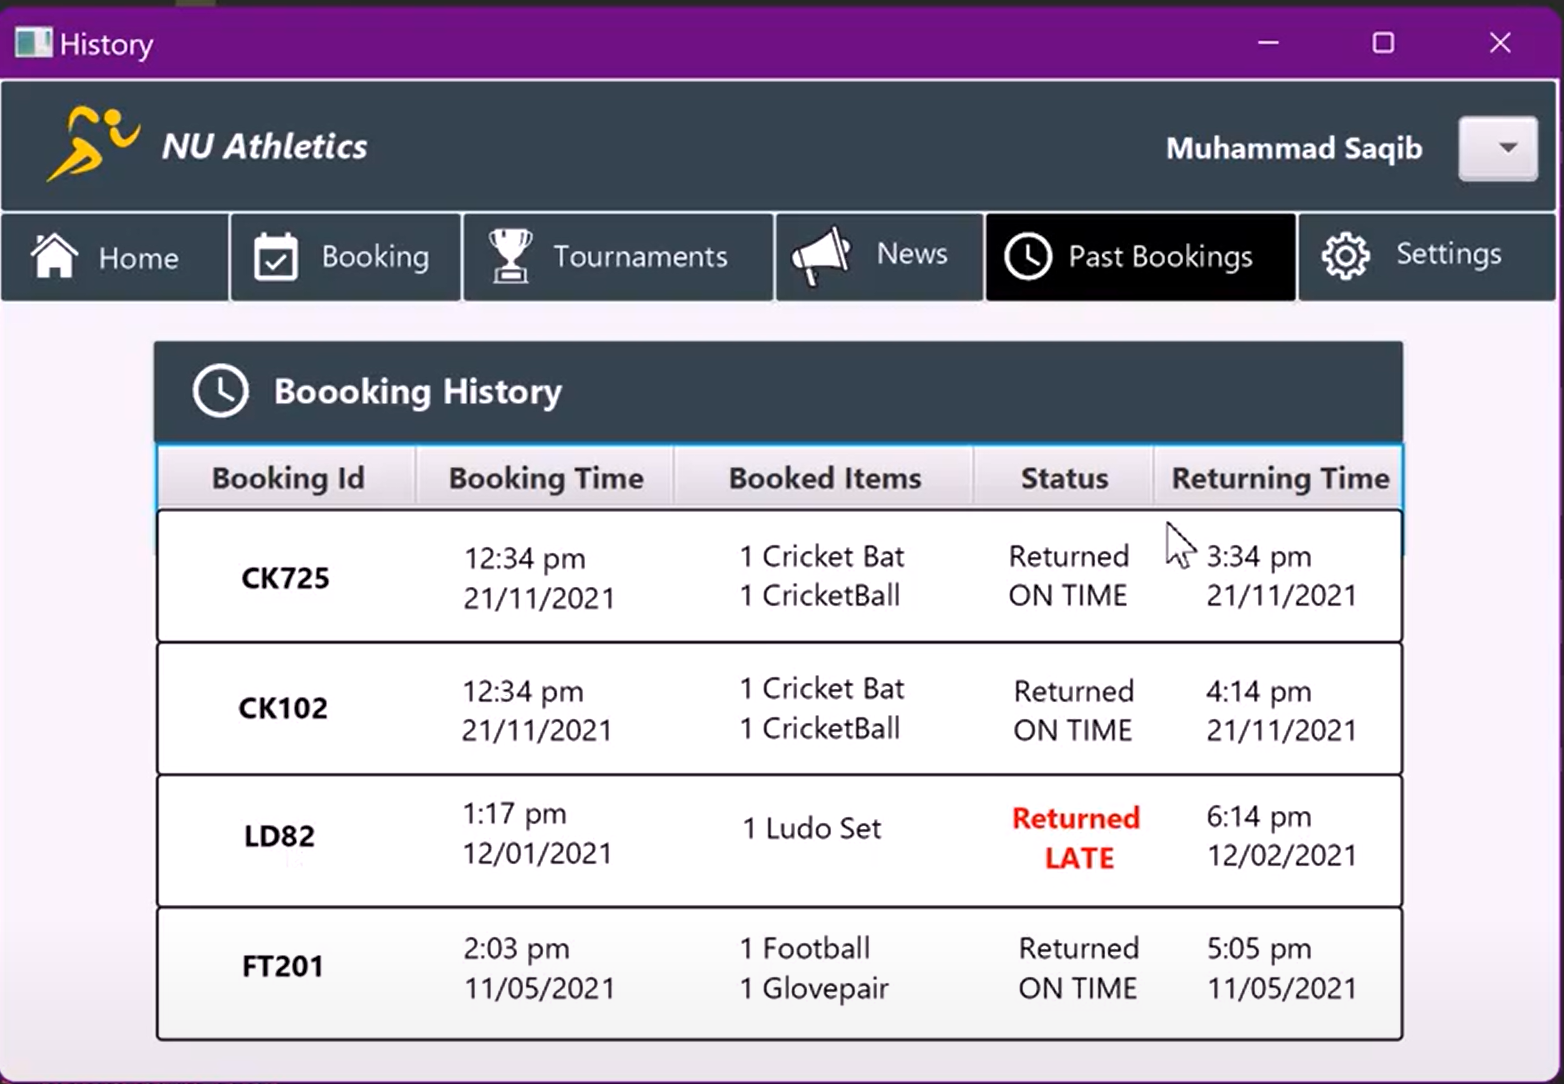 History
NU Athletics
Muhammad Saqib
Home
Booking
Tournaments
News
Past Bookings
Settings
Boooking History
Booking Id
Booking Time
Booked Items
Status
Returning Time
CK725
12:34 pm
21/11/2021
1 Cricket Bat
1 CricketBall
Returned
ON TIME
3:34 pm
21/11/2021
CK102
12:34 pm
21/11/2021
1 Cricket Bat
1 CricketBall
Returned
ON TIME
4:14 pm
21/11/2021
LD82
1:17 pm
12/01/2021
1 Ludo Set
Returned
LATE
6:14 pm
12/02/2021
FT201
2:03 pm
11/05/2021
1 Football
1 Glovepair
Returned
ON TIME
5:05 pm
11/05/2021